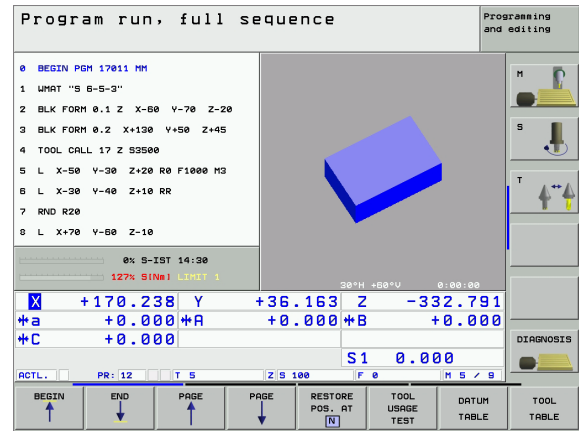 Program run, full sequence
Programming
and editing
0 BEGIN PGM 17011 MM
1 WMAT "S 6-5-3"
2 BLK FORM 0.1 Z X-60 Y-70 Z-20
3 BLK FORM 0.2 X+130 Y+50 Z+45
4 TOOL CALL 17 Z S3500
5 L X-50 Y-30 Z+20 R0 F1000 M3
6 L X-30 Y-40 Z+10 RR
7 RND R20
8 L X+70 Y-60 Z-10
0% S-IST 14:30
127% S[Nm] LIMIT 1
30°H +60°V 0:00:00
X +170.238 Y +36.163 Z -332.791
a +0.000 A +0.000 B +0.000
C +0.000
S1 0.000
ACTL. PR: 12 T 5 Z S 100 F 0 M 5 / 9
M
S
T
DIAGNOSIS
BEGIN
END
PAGE
PAGE
RESTORE
POS. AT
N
TOOL
USAGE
TEST
DATUM
TABLE
TOOL
TABLE